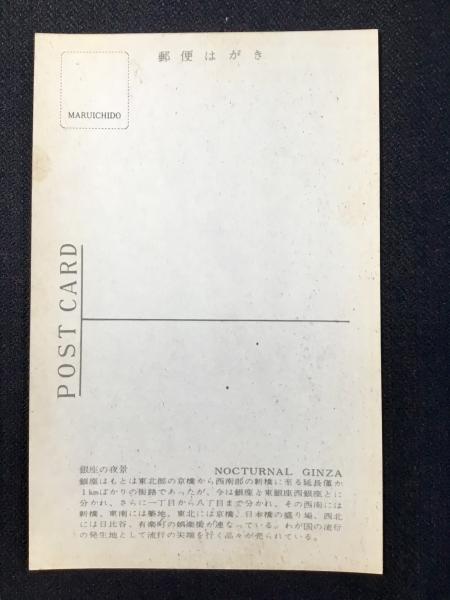 郵便はがき
MARUICHIDO
POST CARD
銀座の夜景 NOCTURNAL GINZA
銀座はもとは東北部の京橋から西南部の新橋に至る延長僅か
1kmばかりの街路であったが、今は銀座と東銀座西銀座とに
分かれ、さらに一丁目から八丁目まで分かれ、その西南には
新橋、東南には築地、東北には京橋、日本橋の盛り場、西北
には日比谷、有楽町の娯楽街が連なっている。わが国の流行
の発生地として流行の尖端を行く品々が売られている。